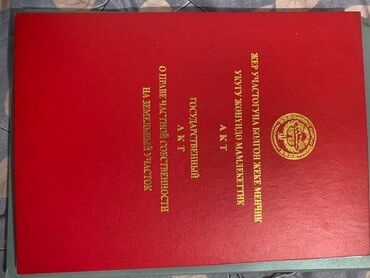 ЖЕР УЧАСТОГУНА БОЛГОН ЖЕКЕ МЕНЧИК
УКУГУ ЖӨНҮНДӨ МАМЛЕКЕТТИК
АКТ
ГОСУДАРСТВЕННЫЙ
АКТ
О ПРАВЕ ЧАСТНОЙ СОБСТВЕННОСТИ
НА ЗЕМЕЛЬНЫЙ УЧАСТОК